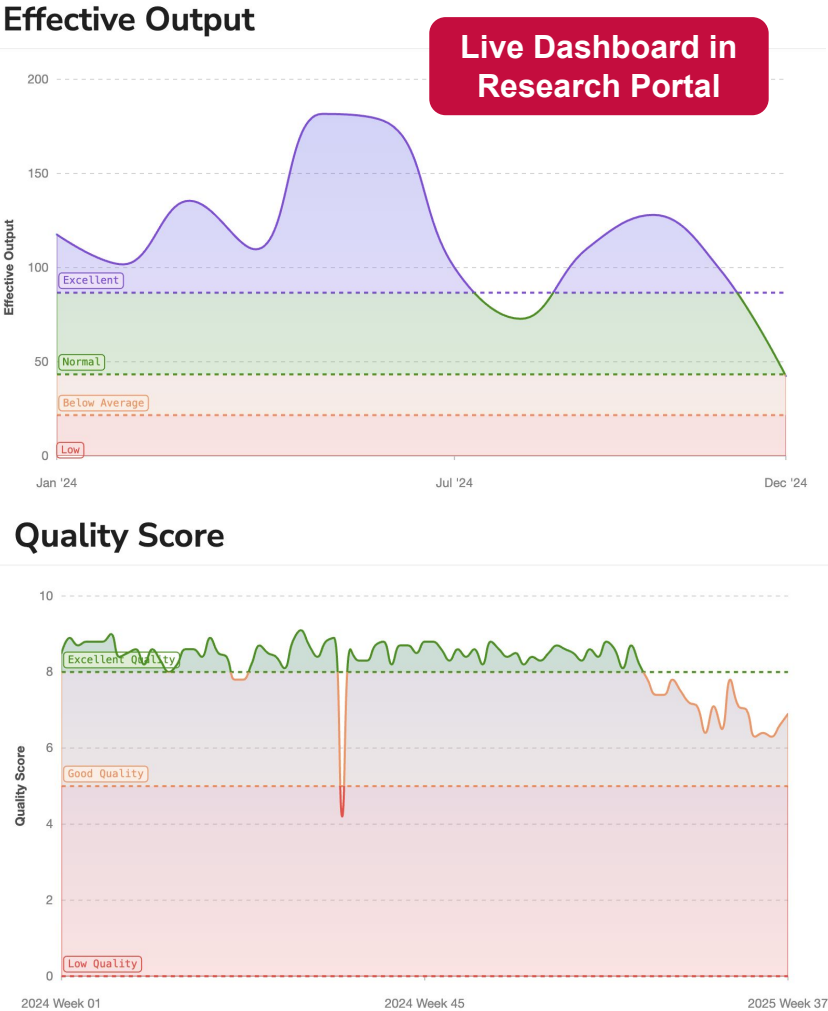 Effective Output
Live Dashboard in
Research Portal
200
150
100
50
0
Effective Output
Excellent
Normal
Below Average
Low
Jan '24
Jul '24
Dec '24
Quality Score
10
8
6
4
2
0
Quality Score
Excellent Quality
Good Quality
Low Quality
2024 Week 01
2024 Week 45
2025 Week 37